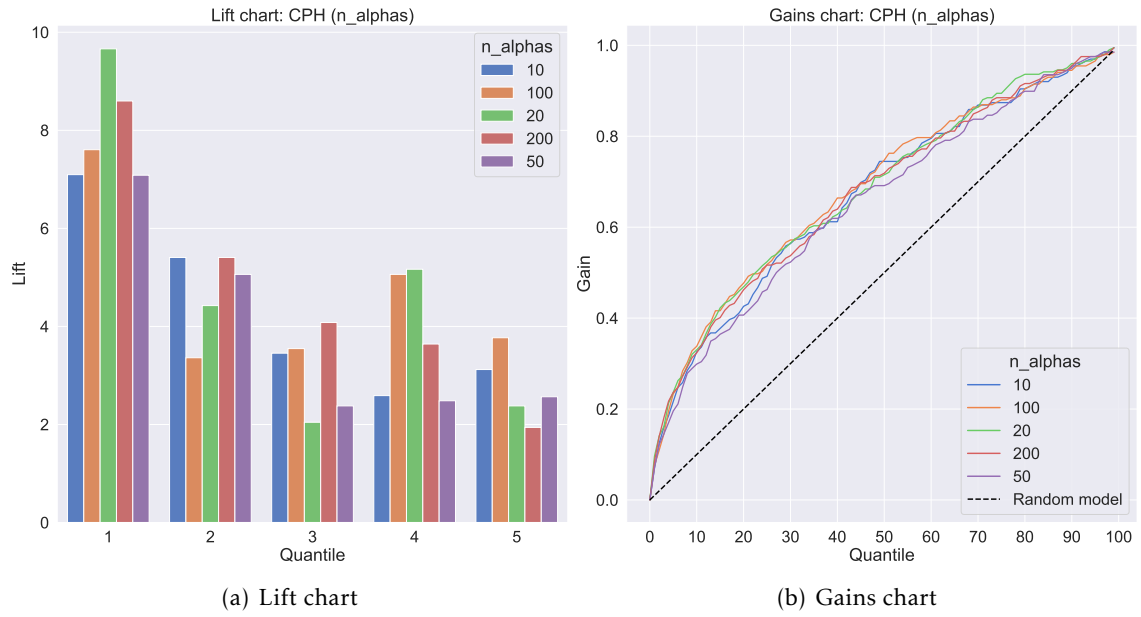 Lift chart: CPH (n_alphas)
10
8
6
4
2
0
Lift
n_alphas
10
100
20
200
50
1 2 3 4 5
Quantile
(a) Lift chart
Gains chart: CPH (n_alphas)
1.0
0.8
0.6
0.4
0.2
0.0
Gain
n_alphas
10
100
20
200
50
Random model
0 10 20 30 40 50 60 70 80 90 100
Quantile
(b) Gains chart